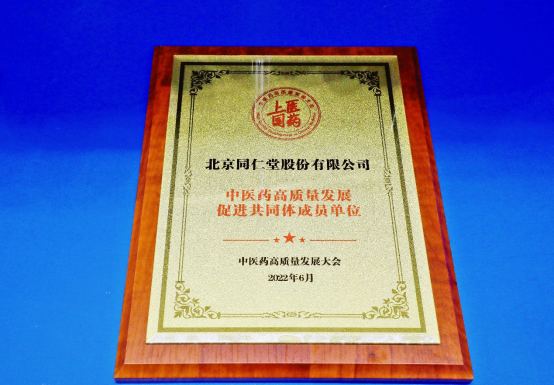 上医
国药
北京同仁堂股份有限公司
中医药高质量发展
促进共同体成员单位
中医药高质量发展大会
2022年6月